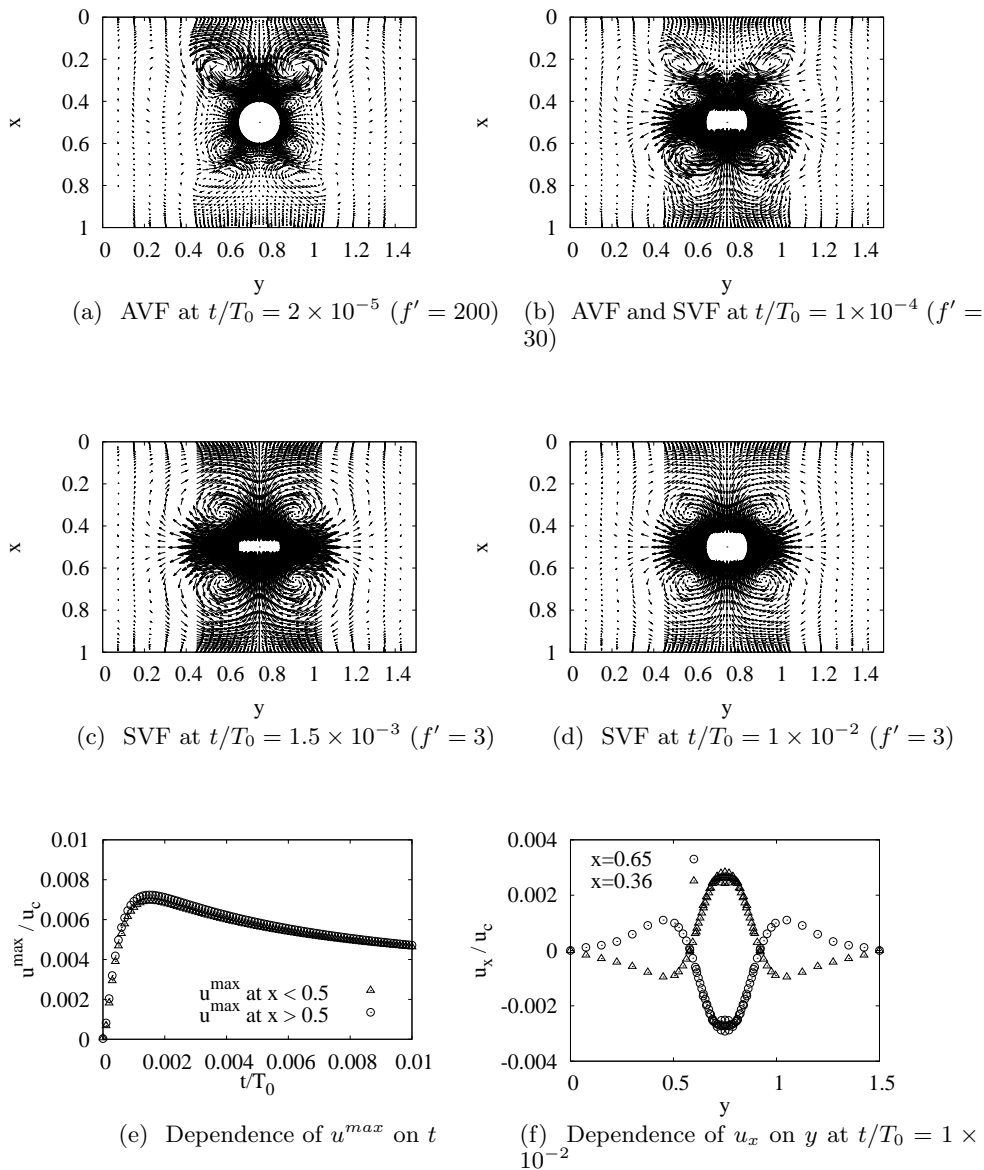 0
0.2
0.4
0.6
0.8
1
x
0 0.2 0.4 0.6 0.8 1 1.2 1.4
y
(a) AVF at t/T₀ = 2 × 10⁻⁵ (f′ = 200)
0
0.2
0.4
0.6
0.8
1
x
0 0.2 0.4 0.6 0.8 1 1.2 1.4
y
(b) AVF and SVF at t/T₀ = 1×10⁻⁴ (f′ =
30)
0
0.2
0.4
0.6
0.8
1
x
0 0.2 0.4 0.6 0.8 1 1.2 1.4
y
(c) SVF at t/T₀ = 1.5 × 10⁻³ (f′ = 3)
0
0.2
0.4
0.6
0.8
1
x
0 0.2 0.4 0.6 0.8 1 1.2 1.4
y
(d) SVF at t/T₀ = 1 × 10⁻² (f′ = 3)
0.01
0.008
0.006
0.004
0.002
0
u^max / u_c
u^max at x < 0.5
u^max at x > 0.5
0 0.002 0.004 0.006 0.008 0.01
t/T₀
(e) Dependence of u^max on t
0.004
0.002
0
-0.002
-0.004
u_x / u_c
x=0.65
x=0.36
0 0.5 1 1.5
y
(f) Dependence of u_x on y at t/T₀ = 1 ×
10⁻²